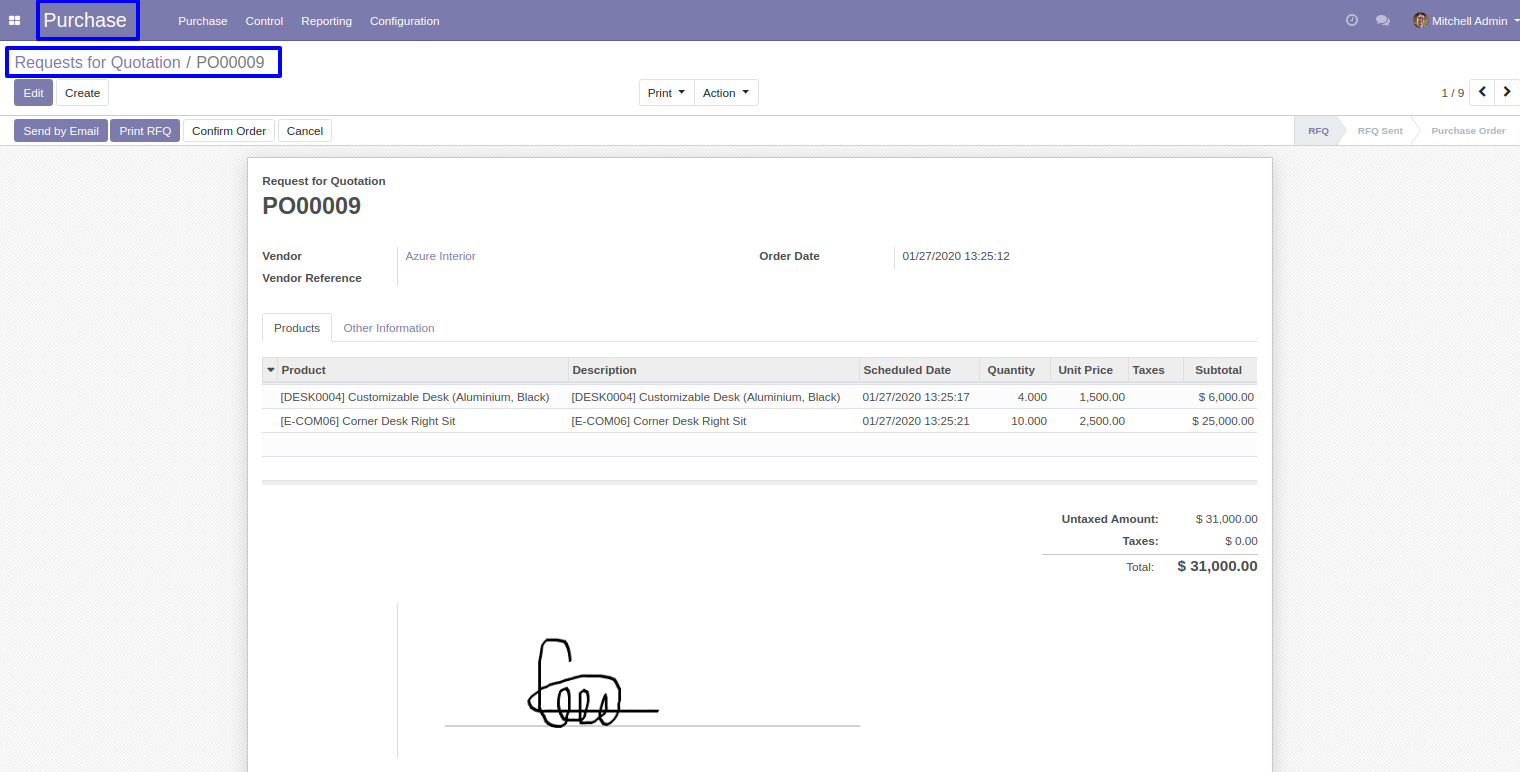 Purchase Purchase Control Reporting Configuration Mitchell Admin
Requests for Quotation / PO00009
Edit Create Print Action 1 / 9
Send by Email Print RFQ Confirm Order Cancel RFQ RFQ Sent Purchase Order
Request for Quotation
PO00009
Vendor Azure Interior Order Date 01/27/2020 13:25:12
Vendor Reference
Products Other Information
Product Description Scheduled Date Quantity Unit Price Taxes Subtotal
[DESK0004] Customizable Desk (Aluminium, Black) [DESK0004] Customizable Desk (Aluminium, Black) 01/27/2020 13:25:17 4.000 1,500.00 $ 6,000.00
[E-COM06] Corner Desk Right Sit [E-COM06] Corner Desk Right Sit 01/27/2020 13:25:21 10.000 2,500.00 $ 25,000.00
Untaxed Amount: $ 31,000.00
Taxes: $ 0.00
Total: $ 31,000.00